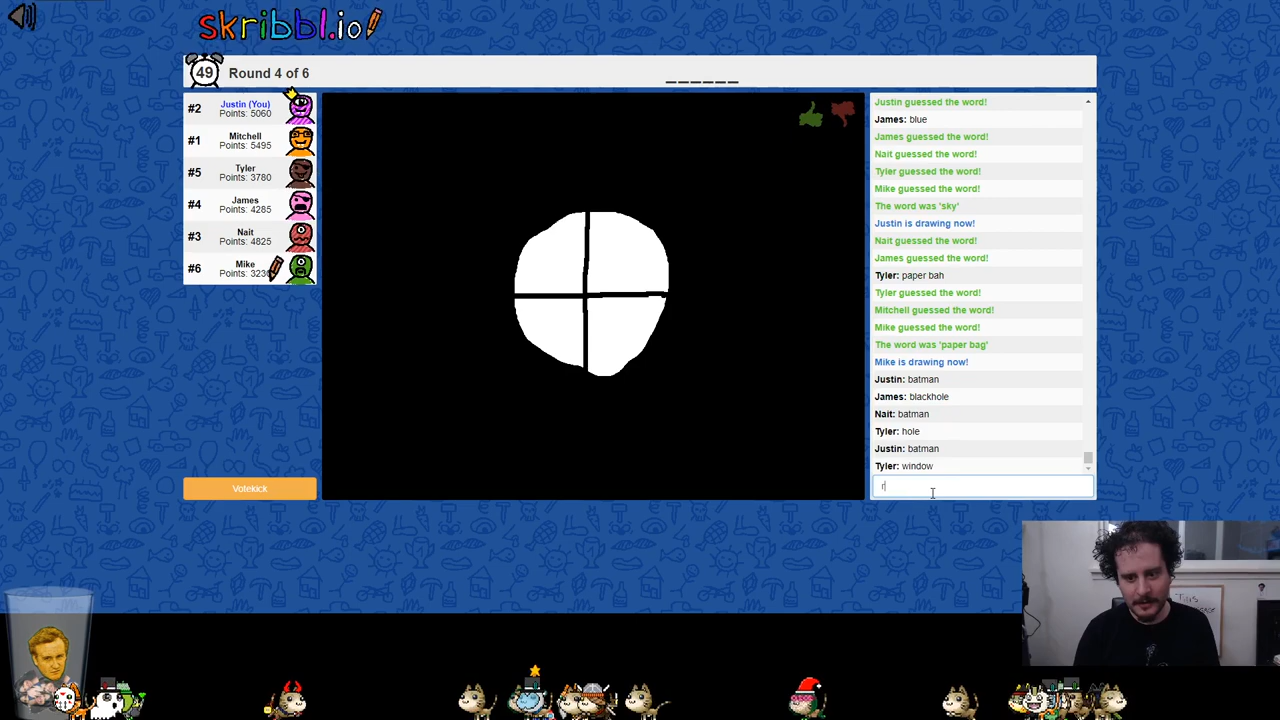 skribbl.io
49
Round 4 of 6
______
#2
Justin (You)
Points: 5060
#1
Mitchell
Points: 5495
#5
Tyler
Points: 3780
#4
James
Points: 4285
#3
Nait
Points: 4825
#6
Mike
Votekick
Justin guessed the word!
James: blue
James guessed the word!
Nait guessed the word!
Tyler guessed the word!
Mike guessed the word!
The word was 'sky'
Justin is drawing now!
Nait guessed the word!
James guessed the word!
Tyler: paper bah
Tyler guessed the word!
Mitchell guessed the word!
Mike guessed the word!
The word was 'paper bag'
Mike is drawing now!
Justin: batman
James: blackhole
Nait: batman
Tyler: hole
Justin: batman
Tyler: window
r